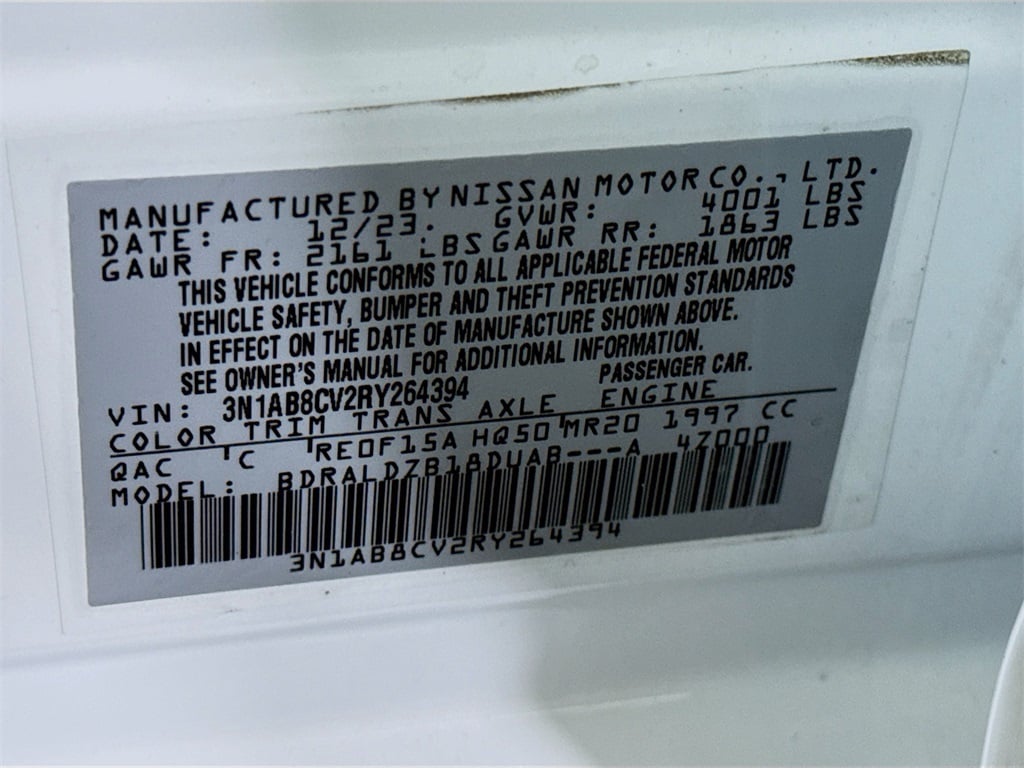 MANUFACTURED BY NISSAN MOTOR CO., LTD.
DATE: 12/23. GVWR: 4001 LBS
GAWR FR: 2161 LBS GAWR RR: 1863 LBS
THIS VEHICLE CONFORMS TO ALL APPLICABLE FEDERAL MOTOR
VEHICLE SAFETY, BUMPER AND THEFT PREVENTION STANDARDS
IN EFFECT ON THE DATE OF MANUFACTURE SHOWN ABOVE.
SEE OWNER'S MANUAL FOR ADDITIONAL INFORMATION.
PASSENGER CAR.
VIN: 3N1AB8CV2RY264394
COLOR TRIM TRANS AXLE ENGINE
QAC 'C 'RE0F15A HQ50'MR20 1997 CC
MODEL: BDRALDZB18DUAB---A 4Z000
3N1AB8CV2RY264394